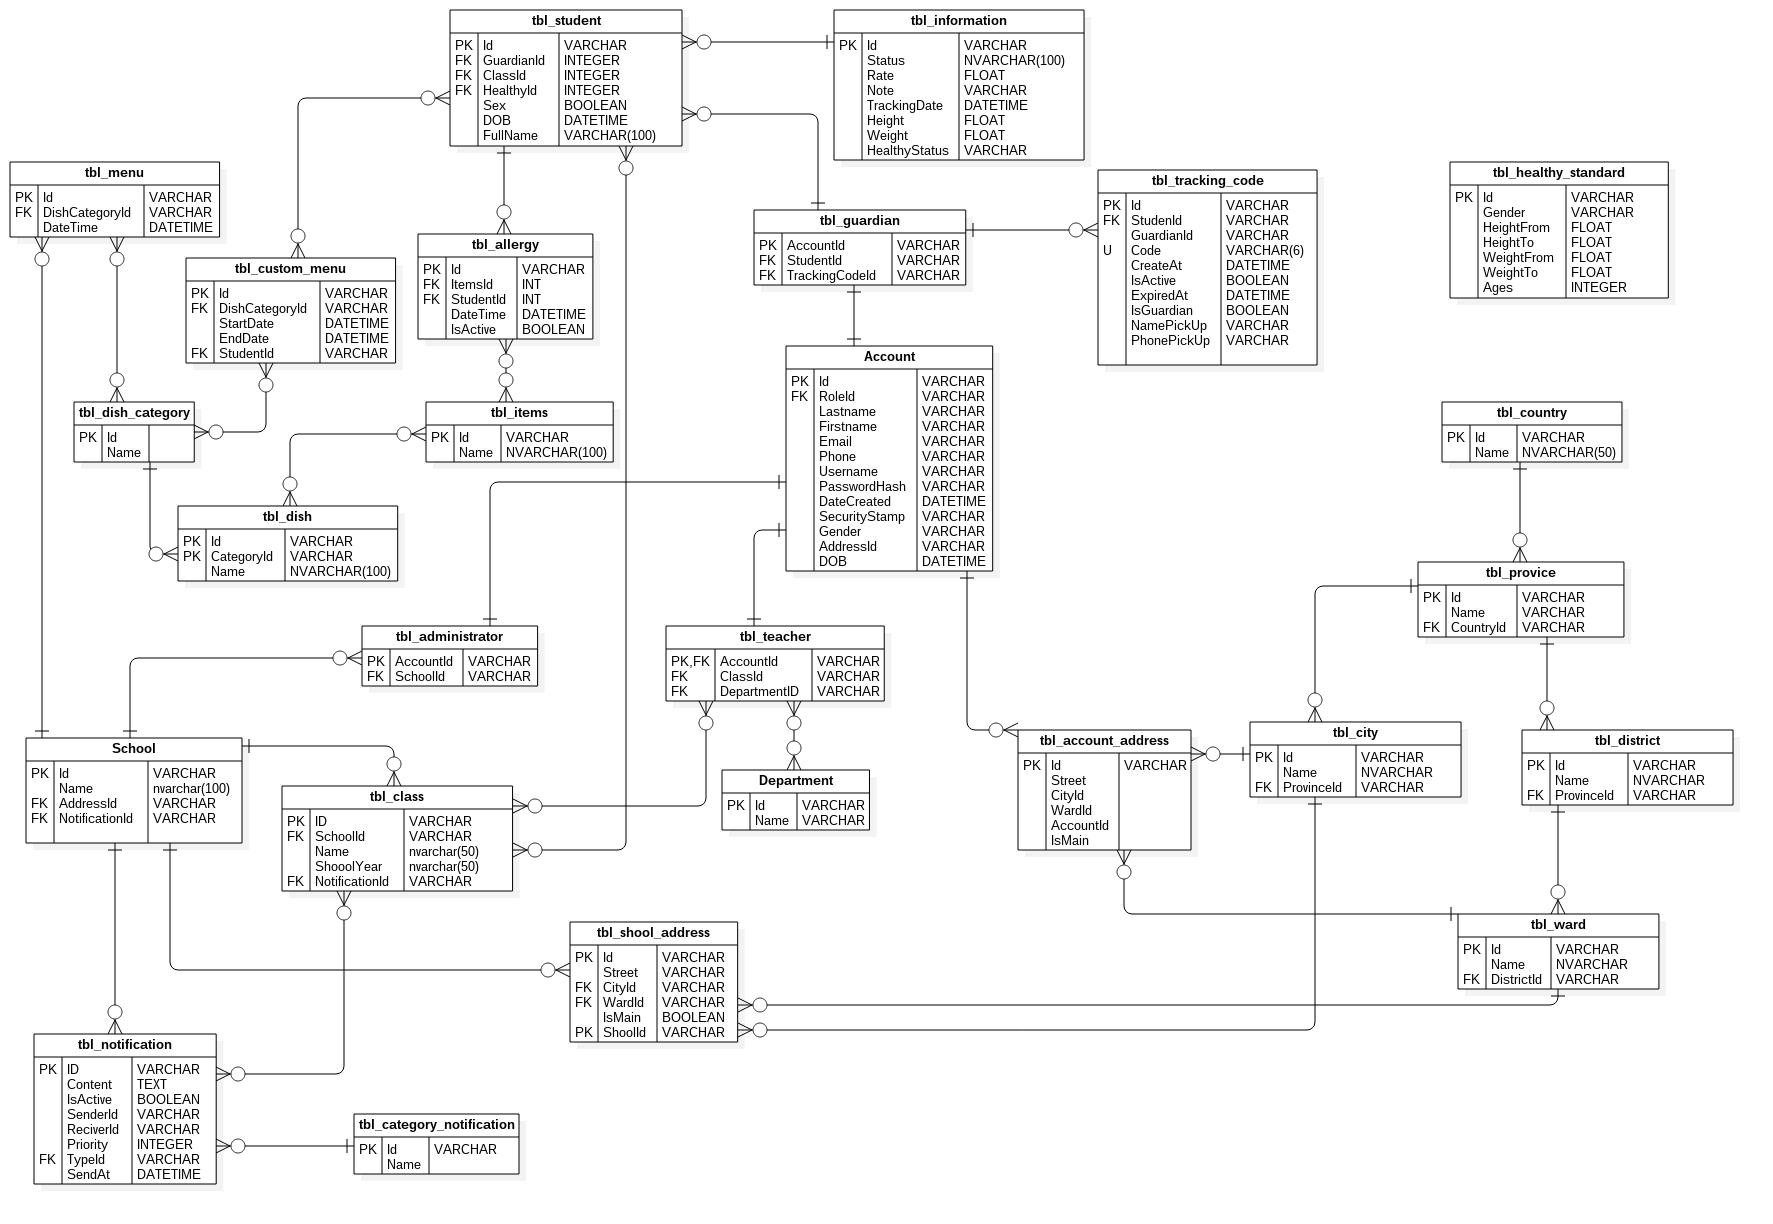 tbl_student
PK Id VARCHAR
FK GuardianId INTEGER
FK ClassId INTEGER
FK HealthyId INTEGER
Sex BOOLEAN
DOB DATETIME
FullName VARCHAR(100)
tbl_information
PK Id VARCHAR
Status NVARCHAR(100)
Rate FLOAT
Note VARCHAR
TrackingDate DATETIME
Height FLOAT
Weight FLOAT
HealthyStatus VARCHAR
tbl_menu
PK Id VARCHAR
FK DishCategoryId VARCHAR
DateTime DATETIME
tbl_tracking_code
PK Id VARCHAR
FK StudenId VARCHAR
GuardianId VARCHAR
U Code VARCHAR(6)
CreateAt DATETIME
IsActive BOOLEAN
ExpiredAt DATETIME
IsGuardian BOOLEAN
NamePickUp VARCHAR
PhonePickUp VARCHAR
tbl_healthy_standard
PK Id VARCHAR
Gender VARCHAR
HeightFrom FLOAT
HeightTo FLOAT
WeightFrom FLOAT
WeightTo FLOAT
Ages INTEGER
tbl_guardian
PK AccountId VARCHAR
FK StudentId VARCHAR
FK TrackingCodeId VARCHAR
tbl_allergy
PK Id VARCHAR
FK ItemsId INT
FK StudentId INT
DateTime DATETIME
IsActive BOOLEAN
tbl_custom_menu
PK Id VARCHAR
FK DishCategoryId VARCHAR
StartDate DATETIME
EndDate DATETIME
FK StudentId VARCHAR
Account
PK Id VARCHAR
FK RoleId VARCHAR
Lastname VARCHAR
Firstname VARCHAR
Email VARCHAR
Phone VARCHAR
Username VARCHAR
PasswordHash VARCHAR
DateCreated DATETIME
SecurityStamp VARCHAR
Gender VARCHAR
AddressId VARCHAR
DOB DATETIME
tbl_dish_category
PK Id
Name
tbl_items
PK Id VARCHAR
Name NVARCHAR(100)
tbl_country
PK Id VARCHAR
Name NVARCHAR(50)
tbl_dish
PK Id VARCHAR
PK CategoryId VARCHAR
Name NVARCHAR(100)
tbl_provice
PK Id VARCHAR
Name VARCHAR
FK CountryId VARCHAR
tbl_administrator
PK AccountId VARCHAR
FK SchoolId VARCHAR
tbl_teacher
PK,FK AccountId VARCHAR
FK ClassId VARCHAR
FK DepartmentID VARCHAR
School
PK Id VARCHAR
Name nvarchar(100)
FK AddressId VARCHAR
FK NotificationId VARCHAR
tbl_class
PK ID VARCHAR
FK SchoolId VARCHAR
Name nvarchar(50)
ShooolYear nvarchar(50)
FK NotificationId VARCHAR
Department
PK Id VARCHAR
Name VARCHAR
tbl_account_address
PK Id VARCHAR
Street
CityId
WardId
AccountId
IsMain
tbl_city
PK Id VARCHAR
Name NVARCHAR
FK ProvinceId VARCHAR
tbl_district
PK Id VARCHAR
Name NVARCHAR
FK ProvinceId VARCHAR
tbl_shool_address
PK Id VARCHAR
Street VARCHAR
FK CityId VARCHAR
FK WardId VARCHAR
IsMain BOOLEAN
PK ShoolId VARCHAR
tbl_ward
PK Id VARCHAR
Name NVARCHAR
FK DistrictId VARCHAR
tbl_notification
PK ID VARCHAR
Content TEXT
IsActive BOOLEAN
SenderId VARCHAR
ReciverId VARCHAR
Priority INTEGER
FK TypeId VARCHAR
SendAt DATETIME
tbl_category_notification
PK Id VARCHAR
Name